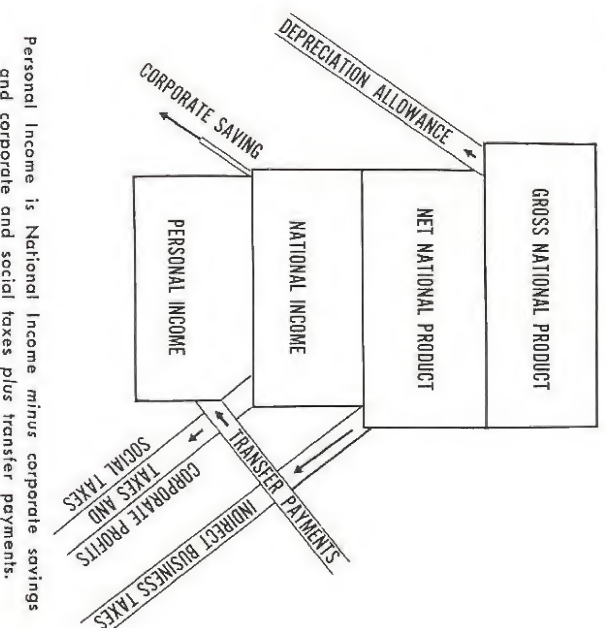 GROSS NATIONAL PRODUCT
DEPRECIATION ALLOWANCE
NET NATIONAL PRODUCT
INDIRECT BUSINESS TAXES
NATIONAL INCOME
CORPORATE SAVING
CORPORATE PROFITS
TAXES AND
SOCIAL TAXES
TRANSFER PAYMENTS
PERSONAL INCOME
Personal Income is National Income minus corporate savings
and corporate and social taxes plus transfer payments.